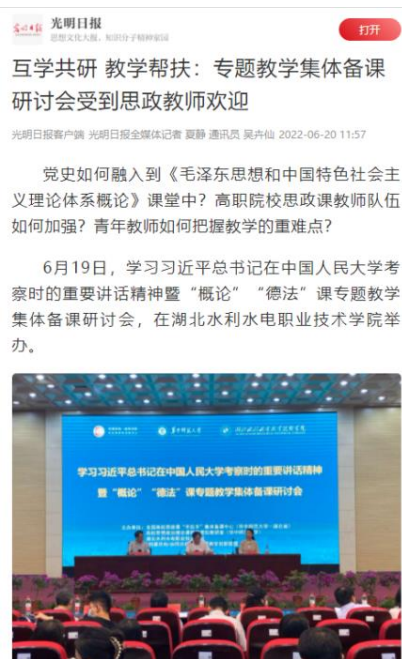 光明日报
思想文化大报，知识分子精神家园
打开
互学共研 教学帮扶：专题教学集体备课
研讨会受到思政教师欢迎
光明日报客户端 光明日报全媒体记者 夏静 通讯员 吴卉仙 2022-06-20 11:57
党史如何融入到《毛泽东思想和中国特色社会主
义理论体系概论》课堂中？高职院校思政课教师队伍
如何加强？青年教师如何把握教学的重难点？
6月19日，学习习近平总书记在中国人民大学考
察时的重要讲话精神暨“概论”“德法”课专题教学
集体备课研讨会，在湖北水利水电职业技术学院举
办。
学习习近平总书记在中国人民大学考察时的重要讲话精神
暨“概论”“德法”课专题教学集体备课研讨会